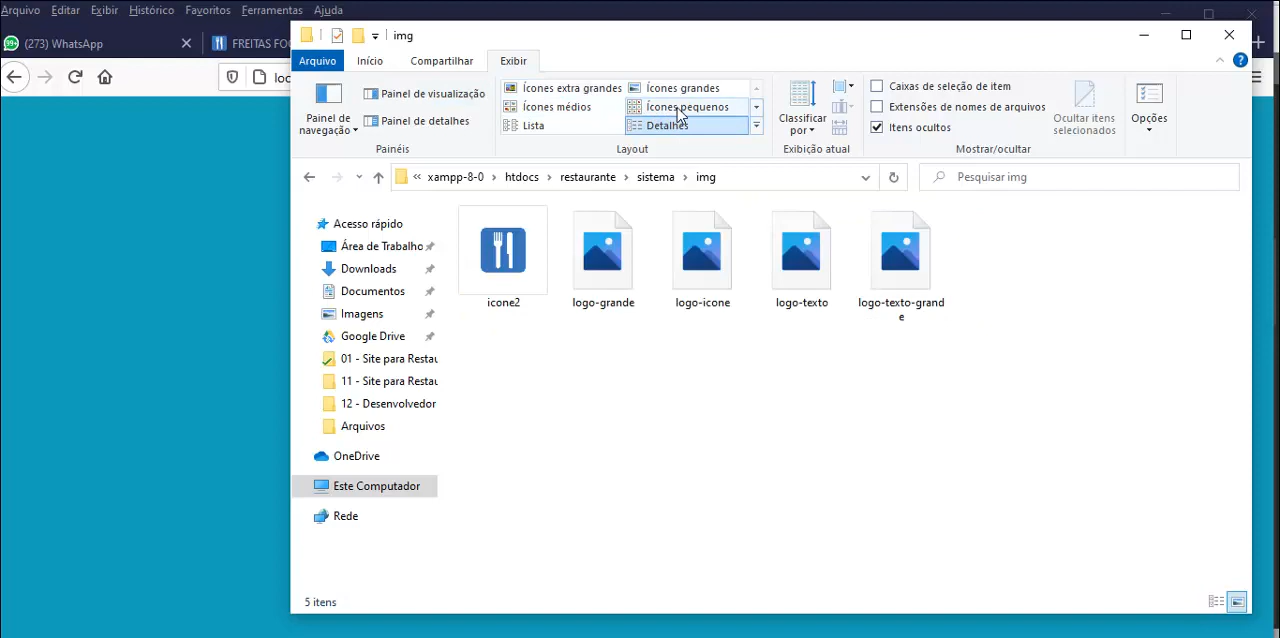 Arquivo Editar Exibir Histórico Favoritos Ferramentas Ajuda
99+ (273) WhatsApp
FREITAS FO
img
loc
Arquivo Início Compartilhar Exibir
Painel de navegação
Painel de visualização
Painel de detalhes
Painéis
Ícones extra grandes Ícones grandes
Ícones médios Ícones pequenos
Lista Detalhes
Layout
Classificar por
Exibição atual
Caixas de seleção de item
Extensões de nomes de arquivos
Itens ocultos
Ocultar itens selecionados
Mostrar/ocultar
Opções
« xampp-8-0 › htdocs › restaurante › sistema › img
Pesquisar img
Acesso rápido
Área de Trabalho
Downloads
Documentos
Imagens
Google Drive
01 - Site para Restau
11 - Site para Restau
12 - Desenvolvedor
Arquivos
OneDrive
Este Computador
Rede
icone2
logo-grande
logo-icone
logo-texto
logo-texto-grand
e
5 itens